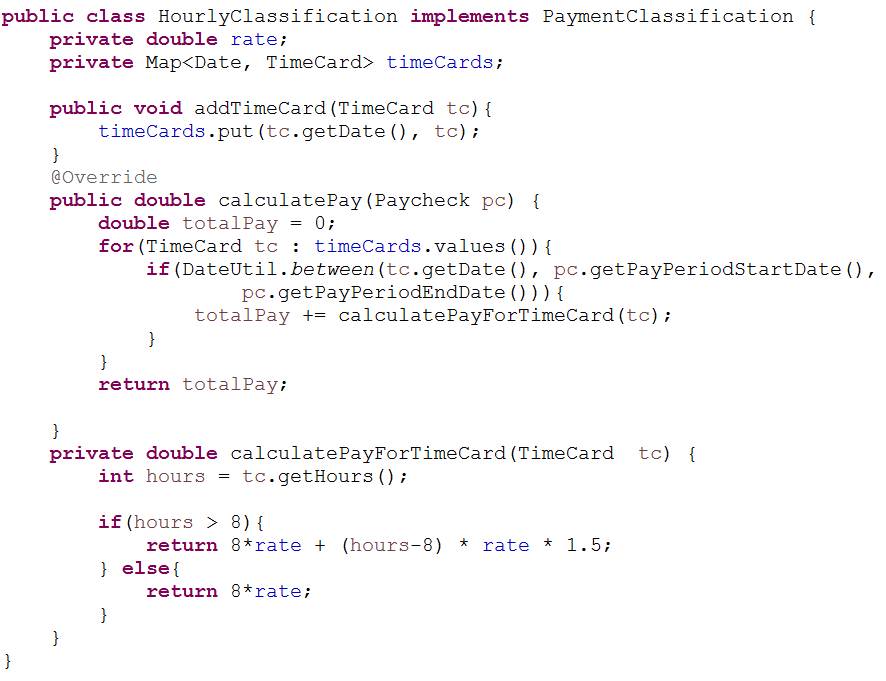 public class HourlyClassification implements PaymentClassification {
    private double rate;
    private Map<Date, TimeCard> timeCards;

    public void addTimeCard(TimeCard tc){
        timeCards.put(tc.getDate(), tc);
    }
    @Override
    public double calculatePay(Paycheck pc) {
        double totalPay = 0;
        for(TimeCard tc : timeCards.values()){
            if(DateUtil.between(tc.getDate(), pc.getPayPeriodStartDate(),
                    pc.getPayPeriodEndDate())){
                totalPay += calculatePayForTimeCard(tc);
            }
        }
        return totalPay;

    }
    private double calculatePayForTimeCard(TimeCard  tc) {
        int hours = tc.getHours();

        if(hours > 8){
            return 8*rate + (hours-8) * rate * 1.5;
        } else{
            return 8*rate;
        }
    }
}